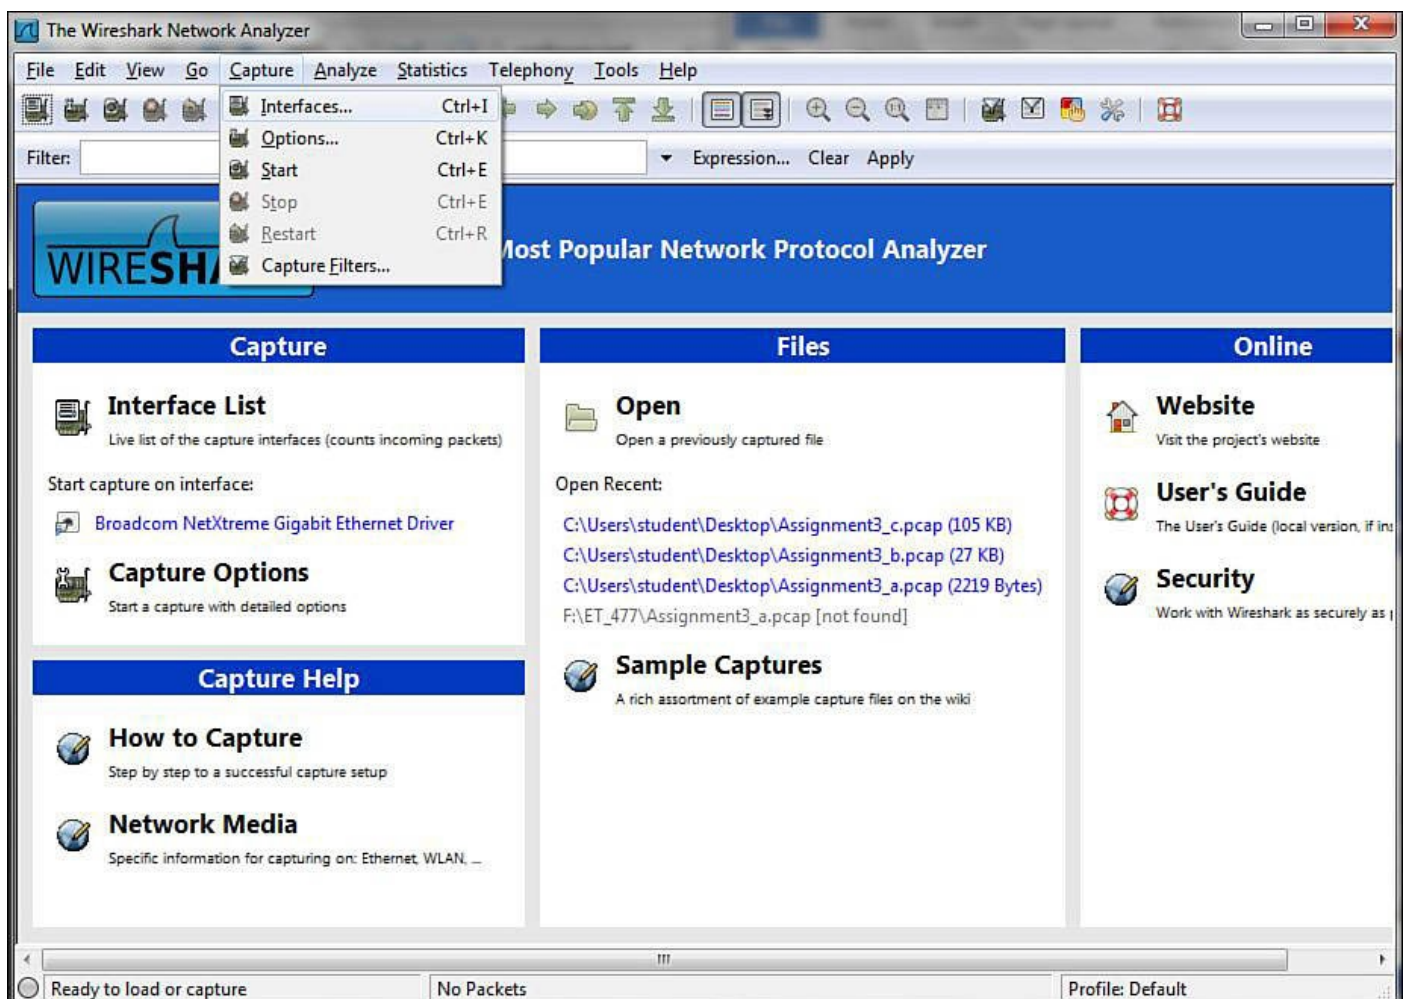 The Wireshark Network Analyzer
File Edit View Go Capture Analyze Statistics Telephony Tools Help
Interfaces... Ctrl+I
Options... Ctrl+K
Start Ctrl+E
Stop Ctrl+E
Restart Ctrl+R
Capture Filters...
Filter: Expression... Clear Apply
WIRESHA
Most Popular Network Protocol Analyzer
Capture
Interface List
Live list of the capture interfaces (counts incoming packets)
Start capture on interface:
Broadcom NetXtreme Gigabit Ethernet Driver
Capture Options
Start a capture with detailed options
Capture Help
How to Capture
Step by step to a successful capture setup
Network Media
Specific information for capturing on: Ethernet, WLAN, ...
Files
Open
Open a previously captured file
Open Recent:
C:\Users\student\Desktop\Assignment3_c.pcap (105 KB)
C:\Users\student\Desktop\Assignment3_b.pcap (27 KB)
C:\Users\student\Desktop\Assignment3_a.pcap (2219 Bytes)
F:\ET_477\Assignment3_a.pcap [not found]
Sample Captures
A rich assortment of example capture files on the wiki
Online
Website
Visit the project's website
User's Guide
The User's Guide (local version, if ins
Security
Work with Wireshark as securely as p
Ready to load or capture
No Packets
Profile: Default